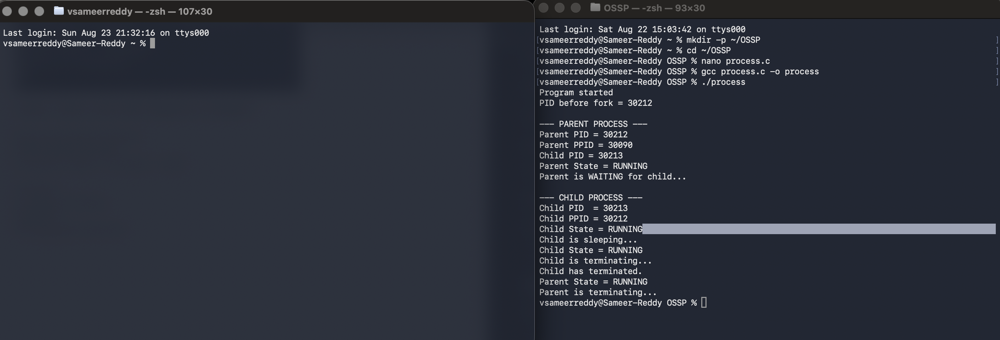 vsameerreddy — -zsh — 107×30
Last login: Sun Aug 23 21:32:16 on ttys000
vsameerreddy@Sameer-Reddy ~ %
OSSP — -zsh — 93×30
Last login: Sat Aug 22 15:03:42 on ttys000
[vsameerreddy@Sameer-Reddy ~ % mkdir -p ~/OSSP ]
[vsameerreddy@Sameer-Reddy ~ % cd ~/OSSP ]
[vsameerreddy@Sameer-Reddy OSSP % nano process.c ]
[vsameerreddy@Sameer-Reddy OSSP % gcc process.c -o process ]
[vsameerreddy@Sameer-Reddy OSSP % ./process ]
Program started
PID before fork = 30212
--- PARENT PROCESS ---
Parent PID = 30212
Parent PPID = 30090
Child PID = 30213
Parent State = RUNNING
Parent is WAITING for child...
--- CHILD PROCESS ---
Child PID  = 30213
Child PPID = 30212
Child State = RUNNING
Child is sleeping...
Child State = RUNNING
Child is terminating...
Child has terminated.
Parent State = RUNNING
Parent is terminating...
vsameerreddy@Sameer-Reddy OSSP %